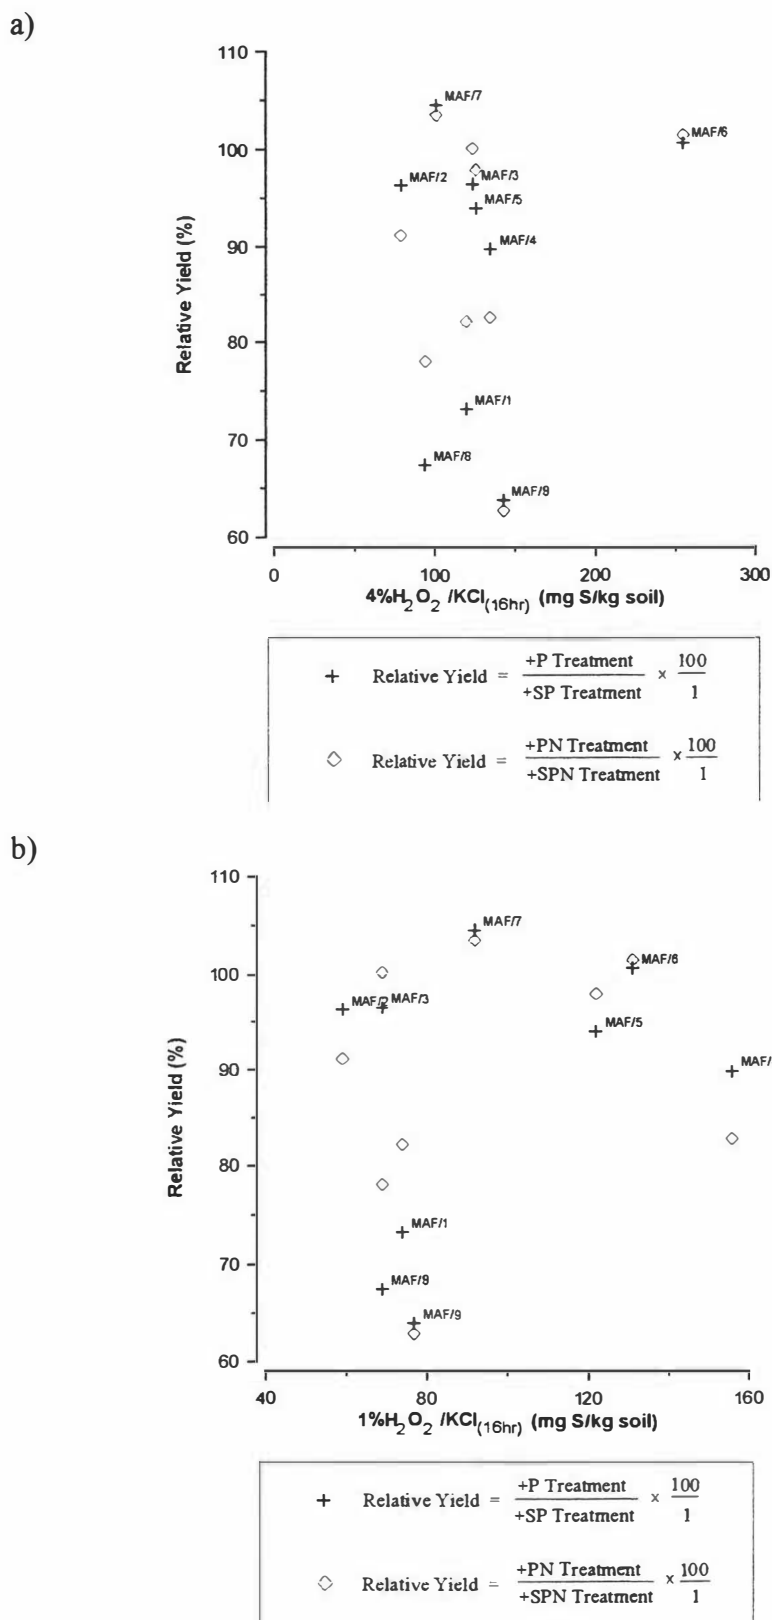 a)
110
100
90
80
70
60
Relative Yield (%)
MAF/7
MAF/6
MAF/2
MAF/3
MAF/5
MAF/4
MAF/1
MAF/8
MAF/9
0 100 200 300
4%H₂O₂ /KCl(16hr) (mg S/kg soil)
+ Relative Yield = +P Treatment / +SP Treatment × 100 / 1
◇ Relative Yield = +PN Treatment / +SPN Treatment × 100 / 1
b)
110
100
90
80
70
60
Relative Yield (%)
MAF/7
MAF/6
MAF/2
MAF/3
MAF/5
MAF/
MAF/1
MAF/8
MAF/9
40 80 120 160
1%H₂O₂ /KCl(16hr) (mg S/kg soil)
+ Relative Yield = +P Treatment / +SP Treatment × 100 / 1
◇ Relative Yield = +PN Treatment / +SPN Treatment × 100 / 1